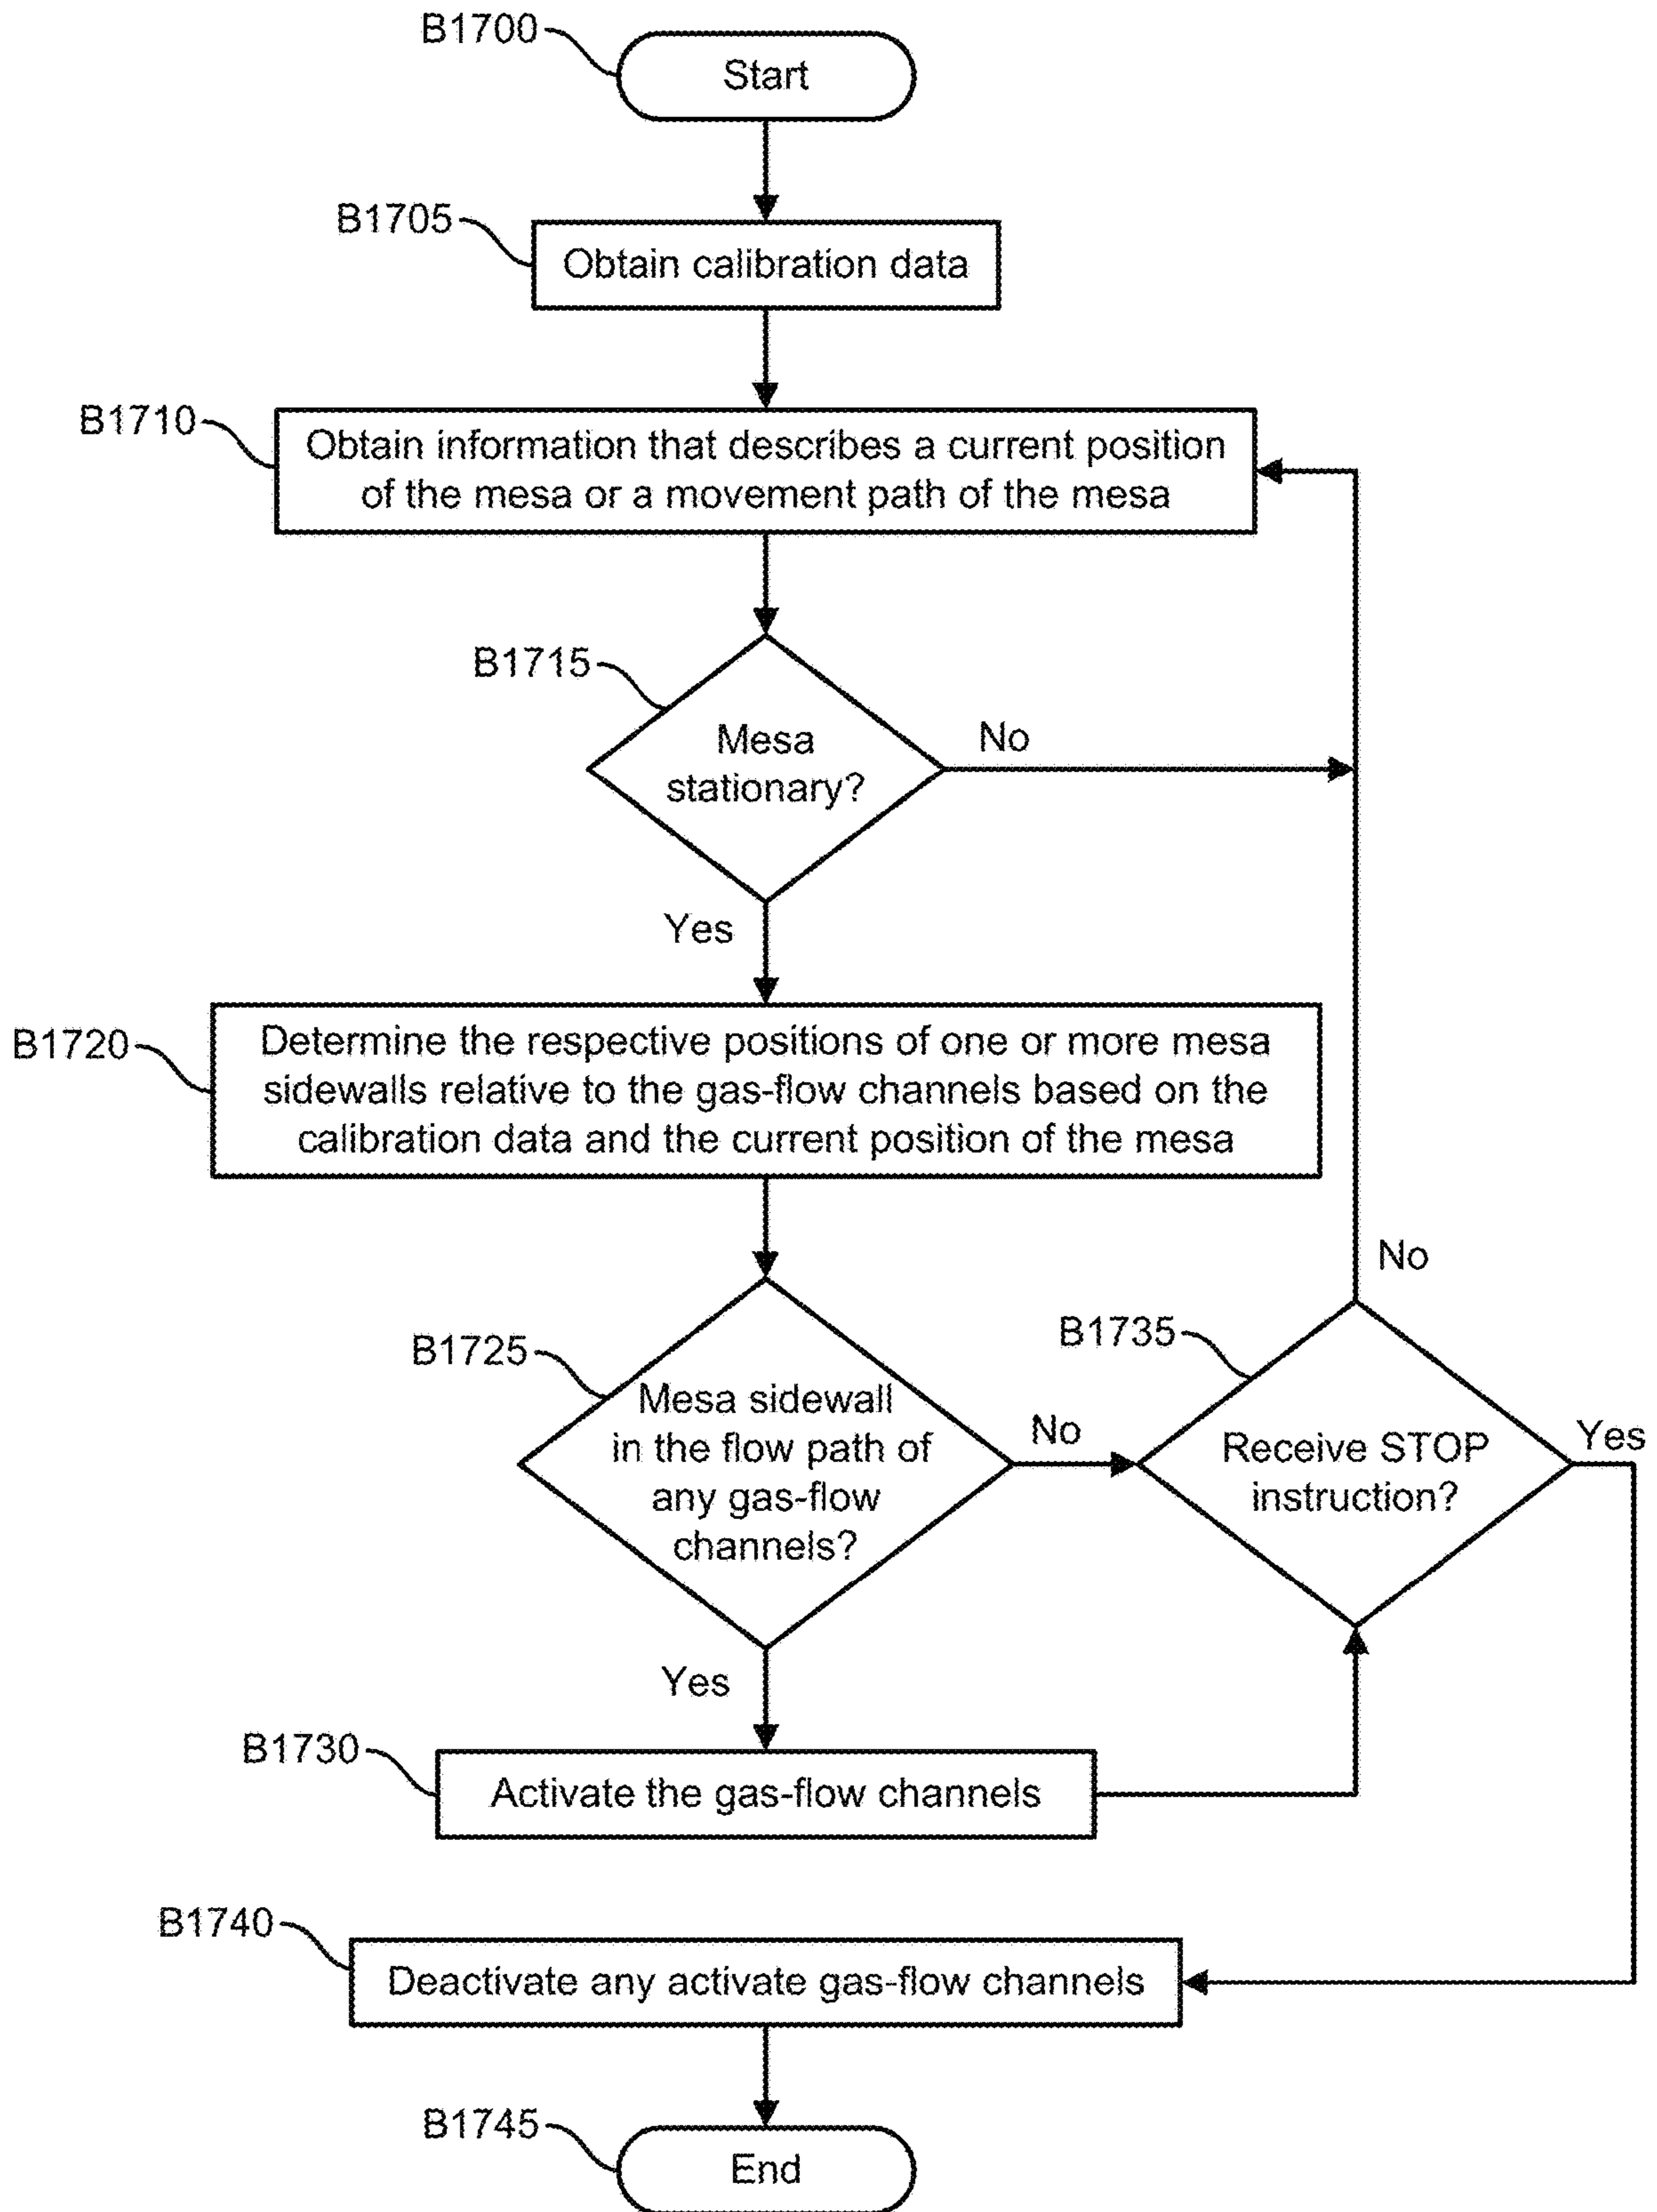 B1700
Start
B1705
Obtain calibration data
B1710
Obtain information that describes a current position
of the mesa or a movement path of the mesa
B1715
Mesa
stationary?
No
Yes
B1720
Determine the respective positions of one or more mesa
sidewalls relative to the gas-flow channels based on the
calibration data and the current position of the mesa
No
B1725
B1735
Mesa sidewall
in the flow path of
any gas-flow
channels?
No
Receive STOP
instruction?
Yes
Yes
B1730
Activate the gas-flow channels
B1740
Deactivate any activate gas-flow channels
B1745
End